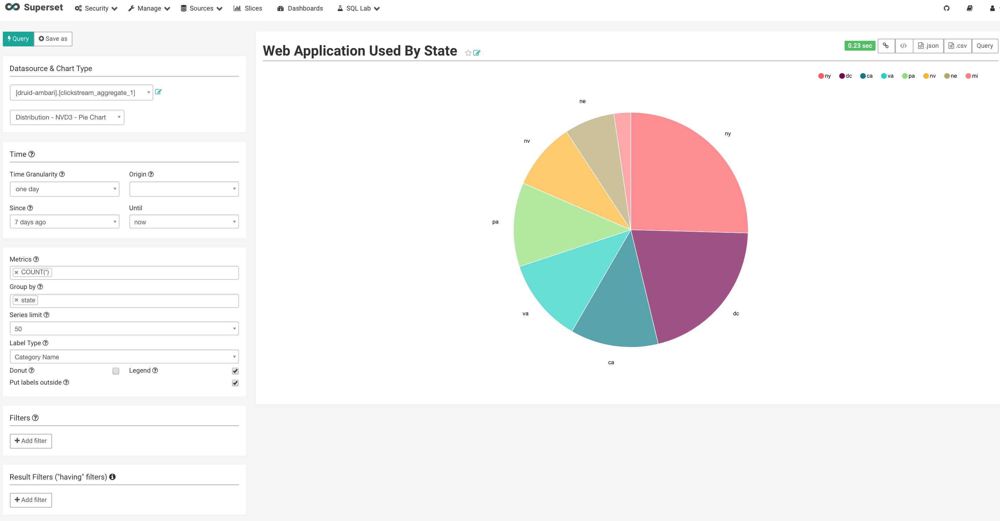 Superset Security Manage Sources Slices Dashboards SQL Lab
Query Save as
Datasource & Chart Type
[druid-ambari].[clickstream_aggregate_1]
Distribution - NVD3 - Pie Chart
Time
Time Granularity Origin
one day
Since Until
7 days ago now
Metrics
COUNT(*)
Group by
state
Series limit
50
Label Type
Category Name
Donut Legend
Put labels outside
Filters
Add filter
Result Filters ("having" filters)
Add filter
Web Application Used By State
0.23 sec .json .csv Query
ny dc ca va pa nv ne mi
ne
ny
nv
pa
va
dc
ca